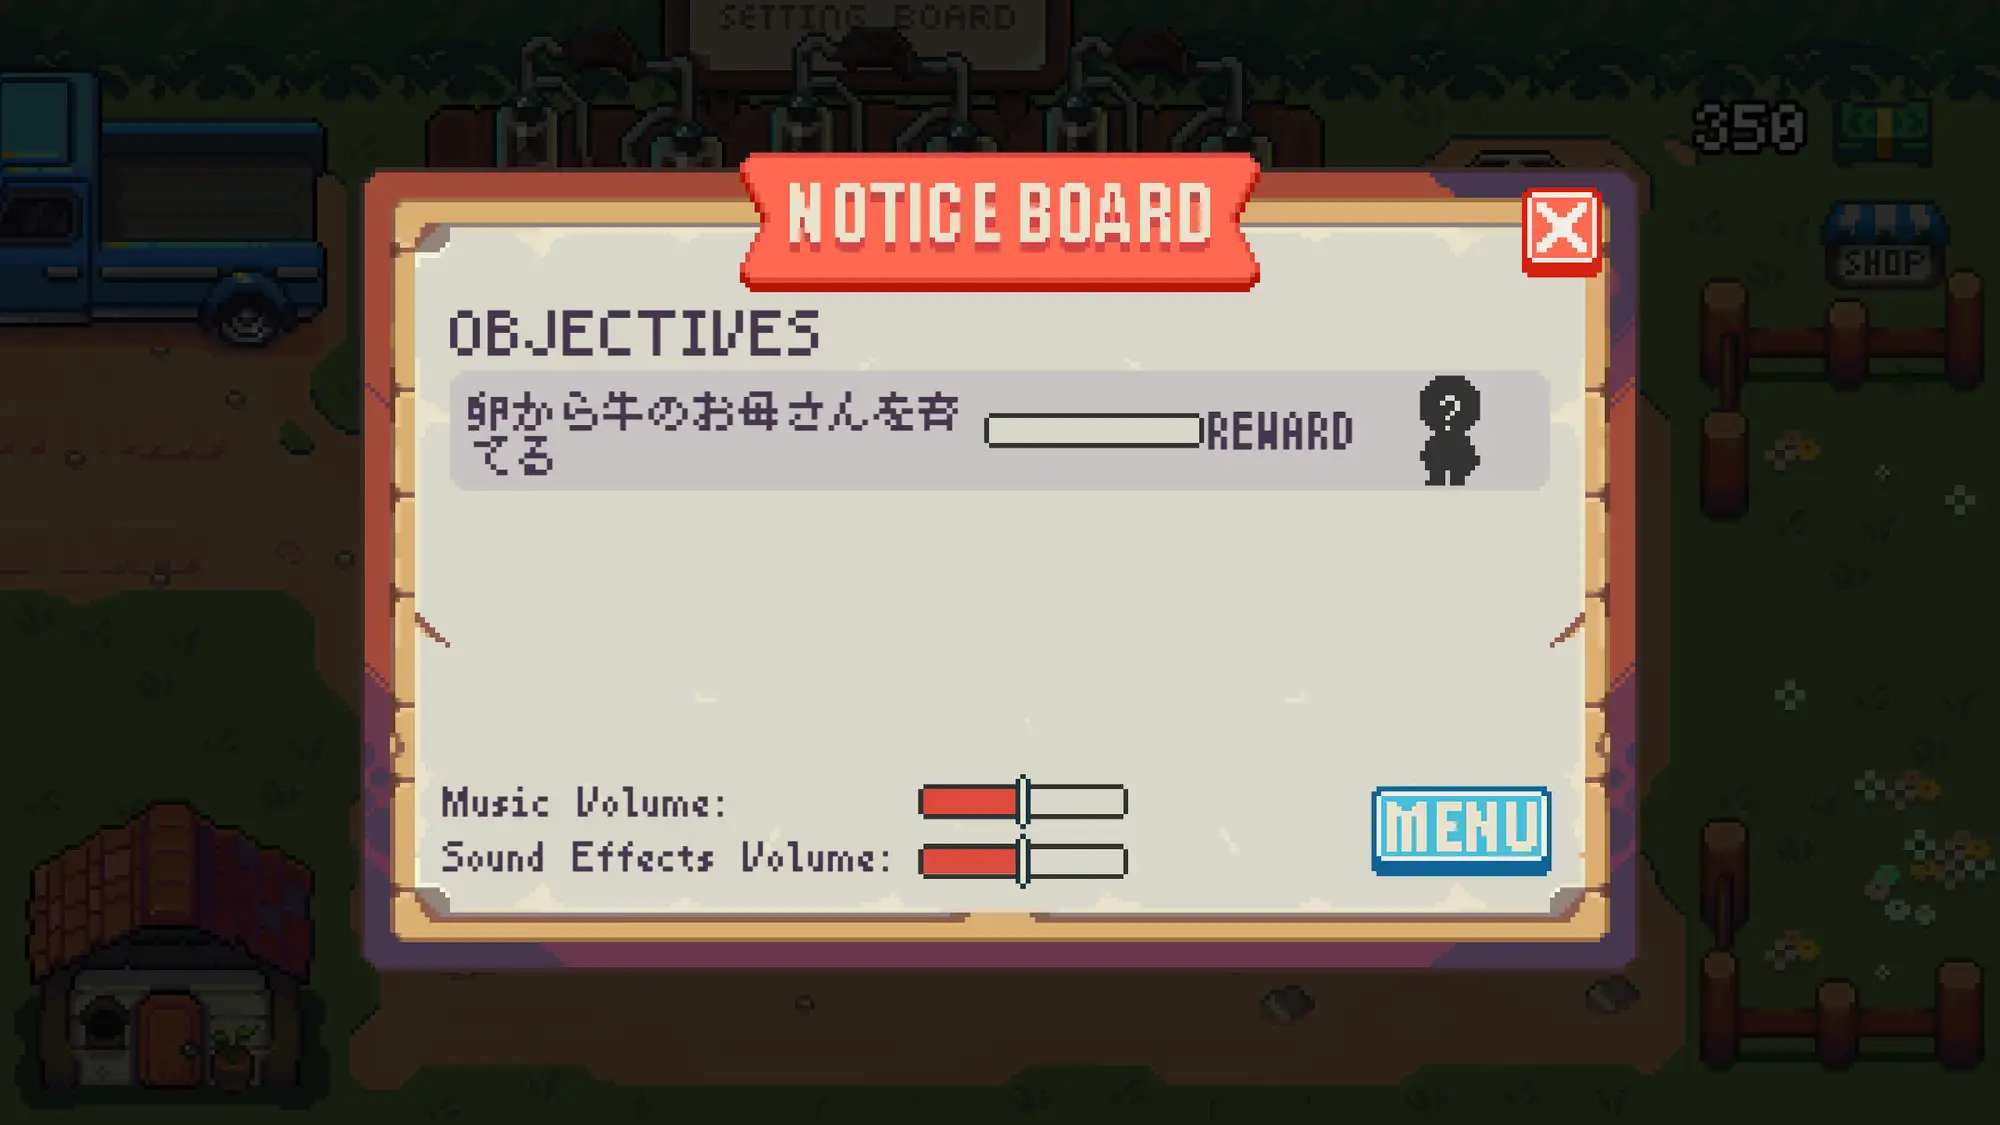 SETTING BOARD
350
NOTICE BOARD
SHOP
OBJECTIVES
卵から牛のお母さんを育
てる
REWARD
?
Music Volume:
Sound Effects Volume:
MENU